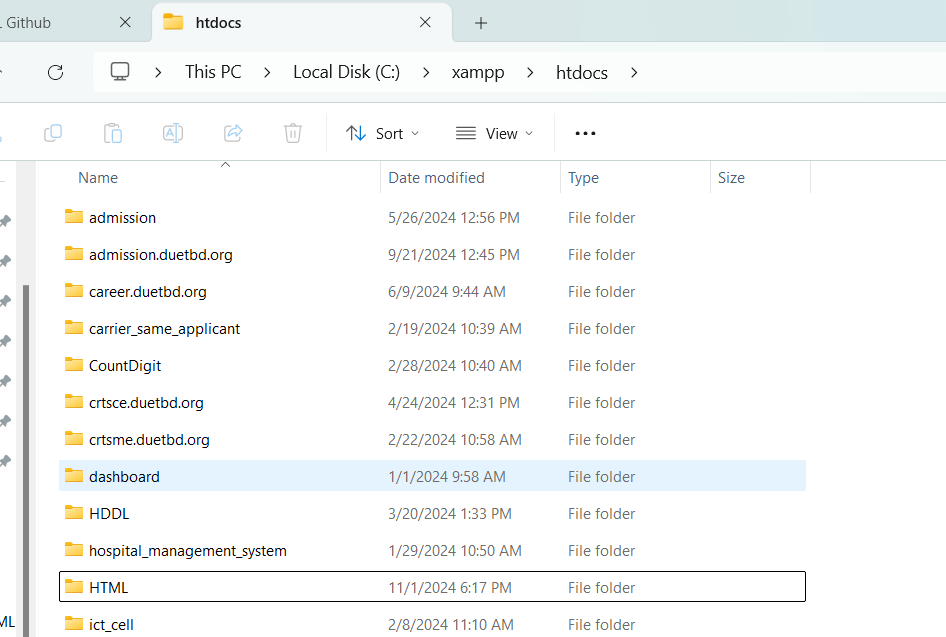 Github
htdocs
This PC
Local Disk (C:)
xampp
htdocs
Sort
View
Name Date modified Type Size
admission 5/26/2024 12:56 PM File folder
admission.duetbd.org 9/21/2024 12:45 PM File folder
career.duetbd.org 6/9/2024 9:44 AM File folder
carrier_same_applicant 2/19/2024 10:39 AM File folder
CountDigit 2/28/2024 10:40 AM File folder
crtsce.duetbd.org 4/24/2024 12:31 PM File folder
crtsme.duetbd.org 2/22/2024 10:58 AM File folder
dashboard 1/1/2024 9:58 AM File folder
HDDL 3/20/2024 1:33 PM File folder
hospital_management_system 1/29/2024 10:50 AM File folder
HTML 11/1/2024 6:17 PM File folder
ML
ict_cell 2/8/2024 11:10 AM File folder